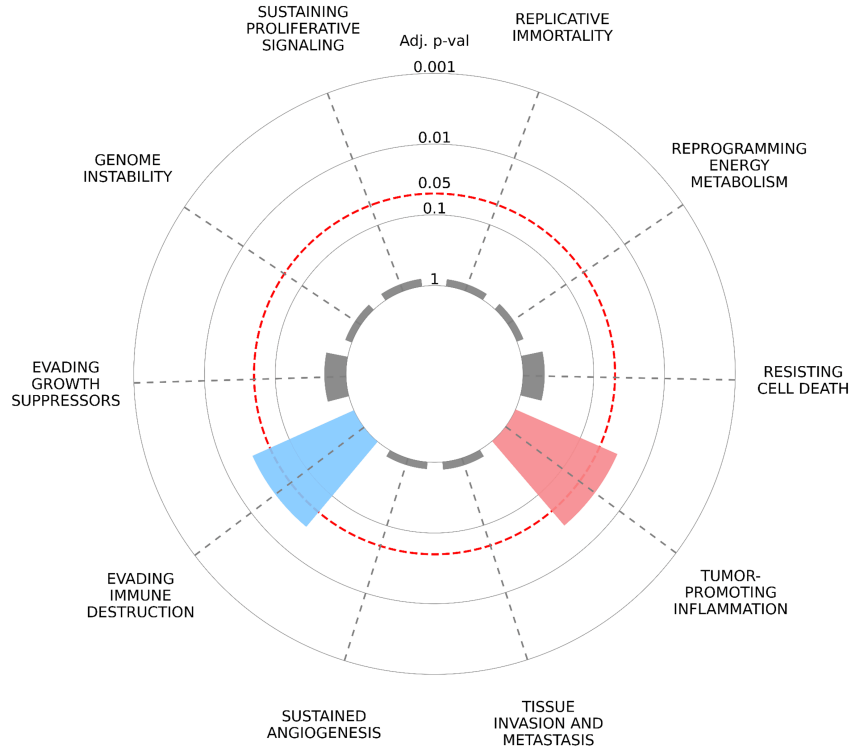 SUSTAINING
PROLIFERATIVE
SIGNALING
Adj. p-val
REPLICATIVE
IMMORTALITY
0.001
0.01
0.05
0.1
1
GENOME
INSTABILITY
REPROGRAMMING
ENERGY
METABOLISM
EVADING
GROWTH
SUPPRESSORS
RESISTING
CELL DEATH
EVADING
IMMUNE
DESTRUCTION
TUMOR-
PROMOTING
INFLAMMATION
SUSTAINED
ANGIOGENESIS
TISSUE
INVASION AND
METASTASIS